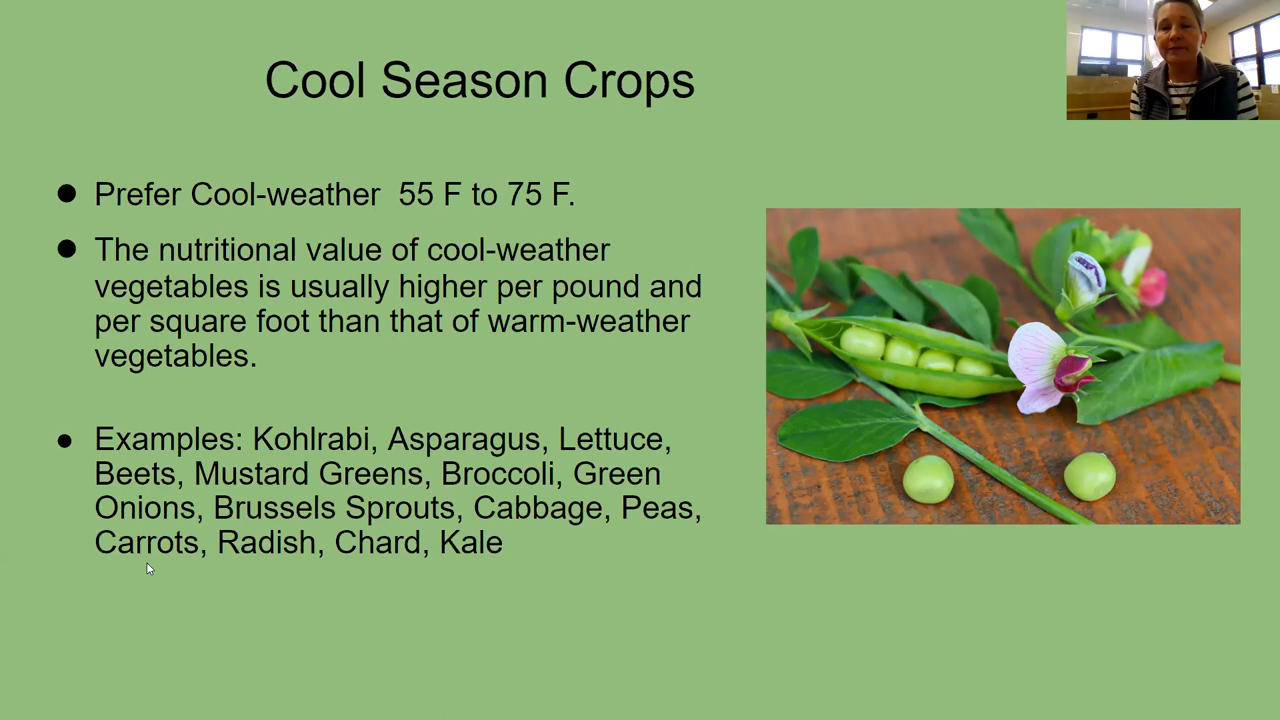 Cool Season Crops
● Prefer Cool-weather  55 F to 75 F.
● The nutritional value of cool-weather
vegetables is usually higher per pound and
per square foot than that of warm-weather
vegetables.
● Examples: Kohlrabi, Asparagus, Lettuce,
Beets, Mustard Greens, Broccoli, Green
Onions, Brussels Sprouts, Cabbage, Peas,
Carrots, Radish, Chard, Kale